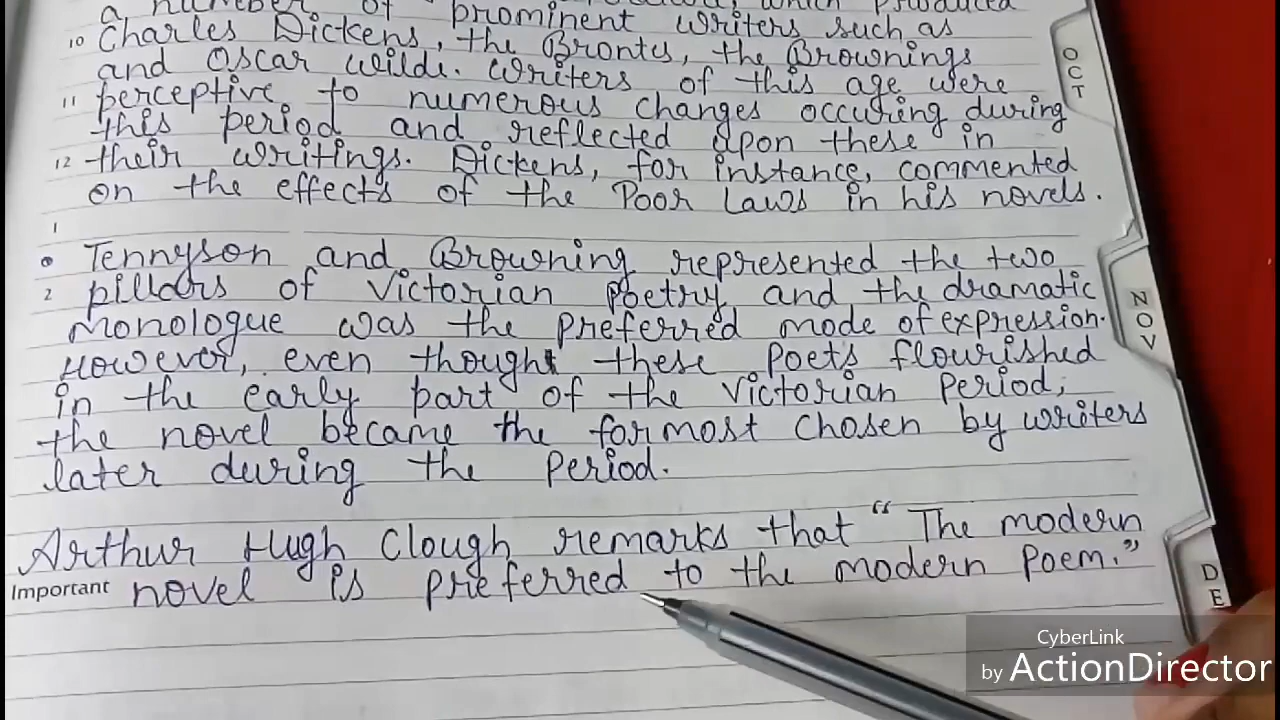 a number of prominent writers such as
10 Charles Dickens, the Bronts, the Brownings
and Oscar wilde. Writers of this age were
11 perceptive to numerous changes occuring during
this period and reflected upon these in
12 their writings. Dickens, for instance, commented
on the effects of the Poor Laws in his novels.
1
Tennyson and Browning represented the two
2 pillars of Victorian Poetry and the dramatic
monologue was the preferred mode of expression.
However, even though these Poets flourished
in the early part of the Victorian Period;
the novel became the formost chosen by writers
later during the Period.
Arthur Hugh Clough remarks that "The modern
Important novel is preferred to the modern Poem."
OCT
NOV
DE
CyberLink
by ActionDirector